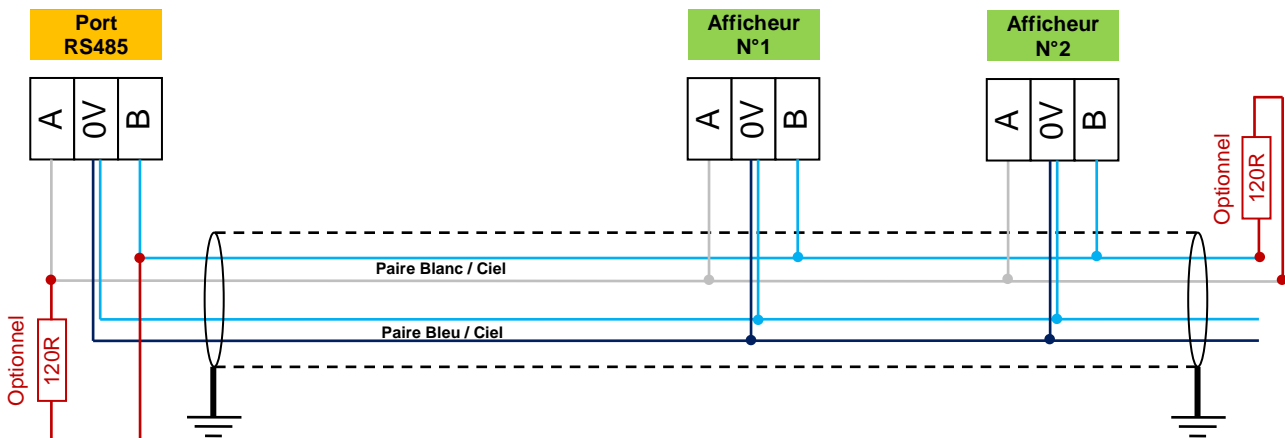 Port
RS485
Afficheur
N°1
Afficheur
N°2
A
0V
B
A
0V
B
A
0V
B
Optionnel
120R
Paire Blanc / Ciel
Paire Bleu / Ciel
Optionnel
120R